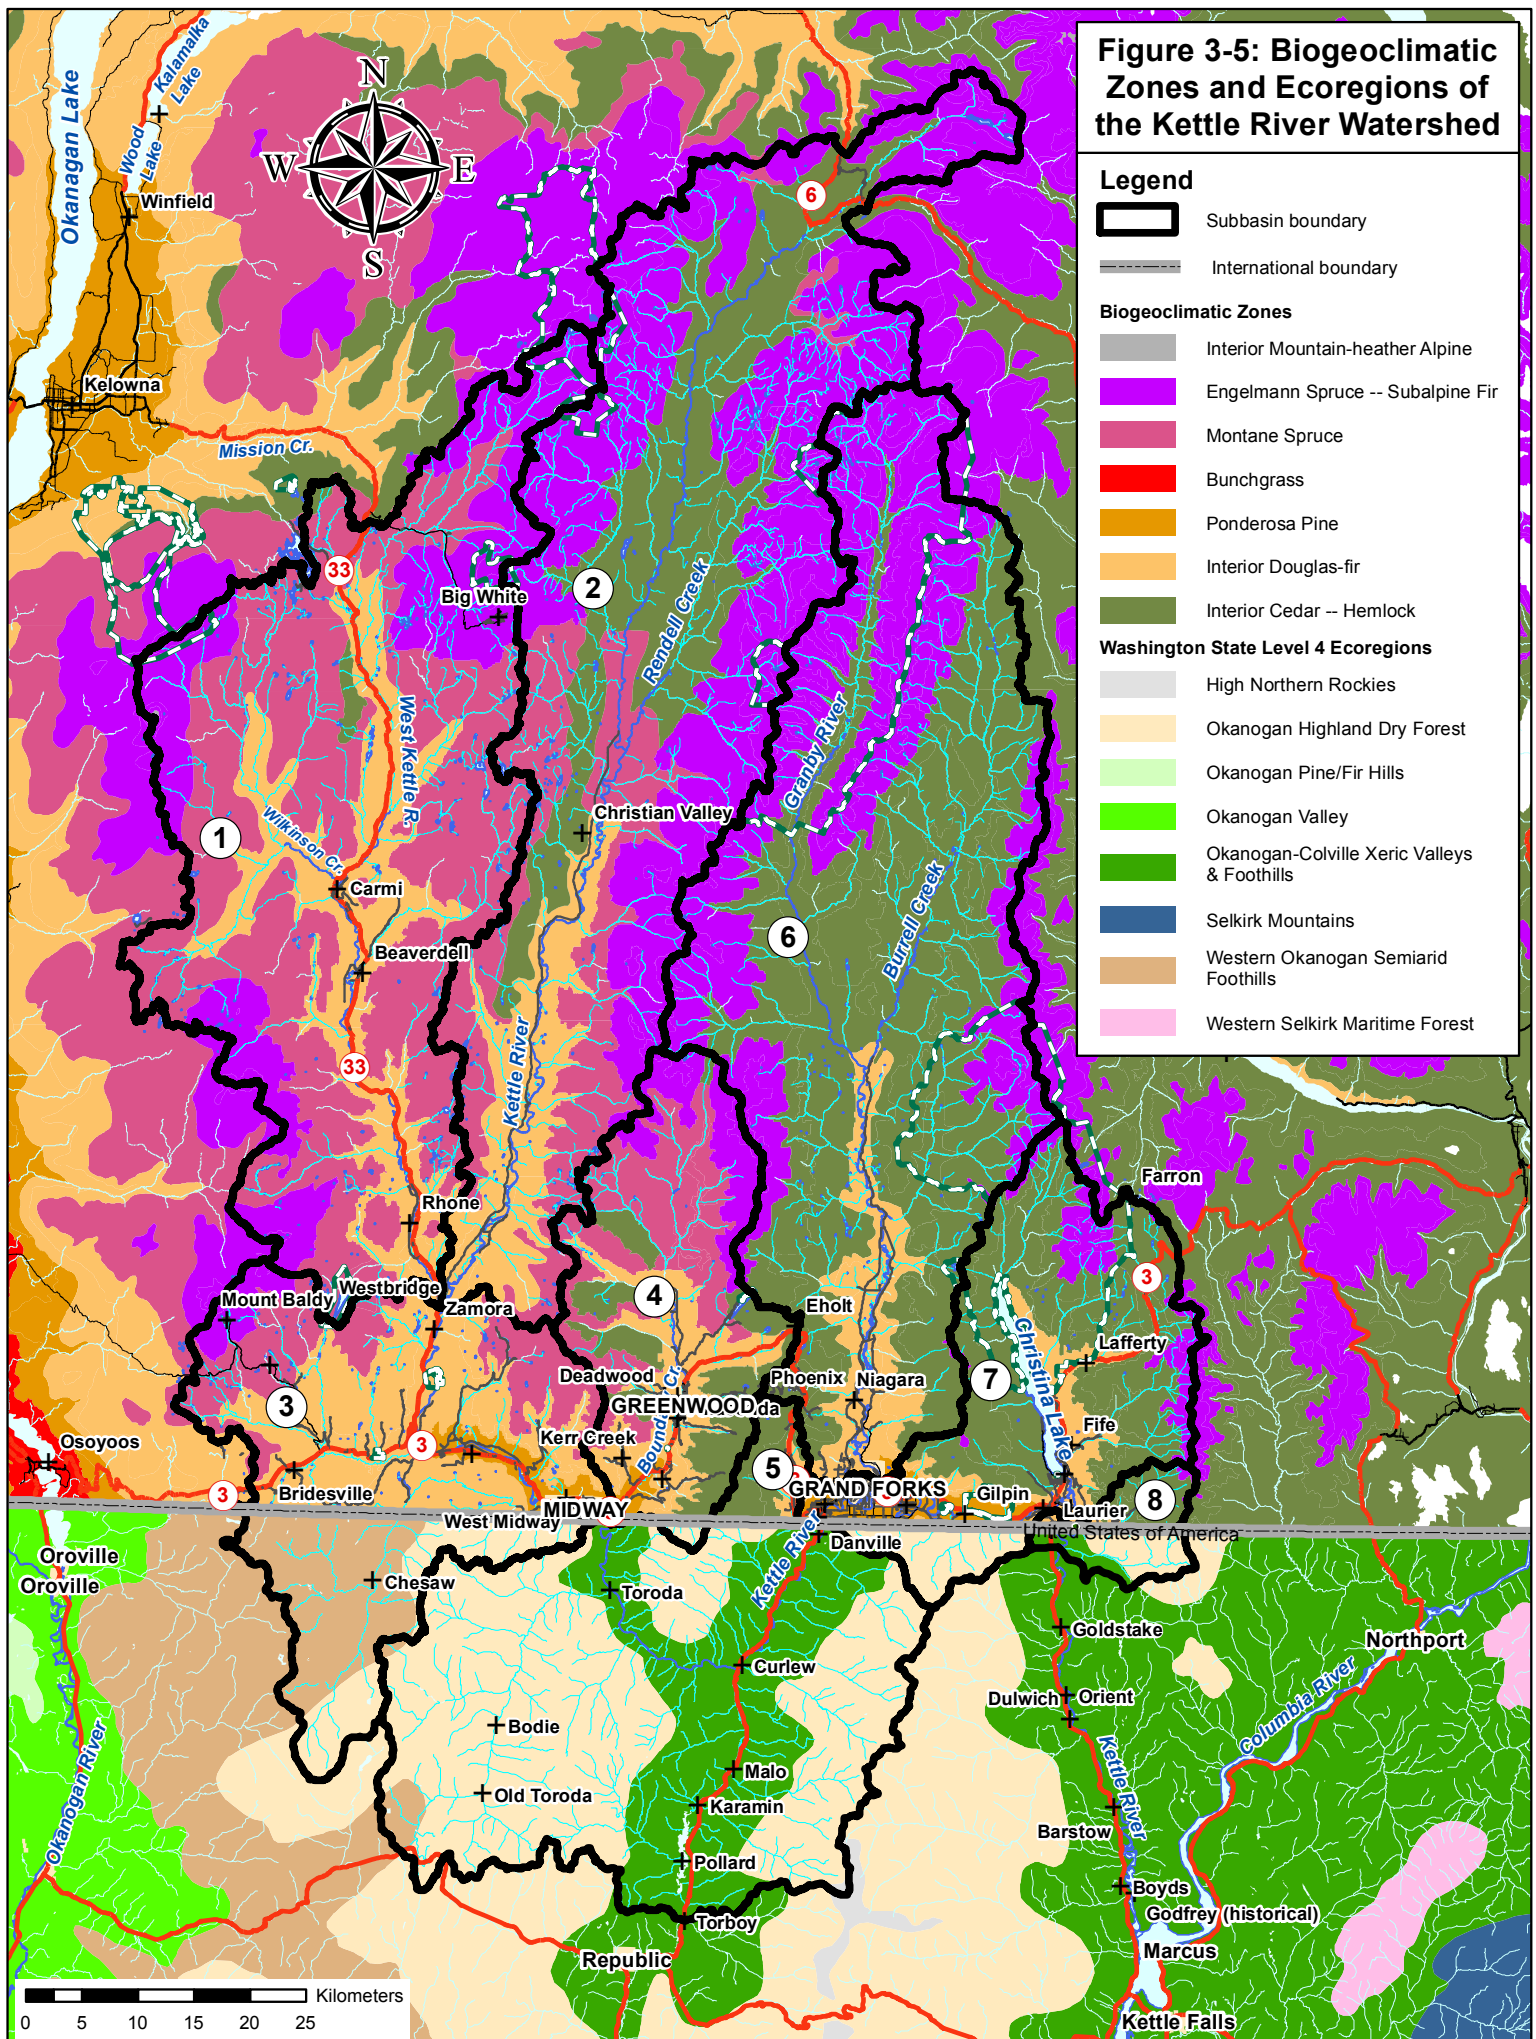 Figure 3-5: Biogeoclimatic
Zones and Ecoregions of
the Kettle River Watershed
Legend
Subbasin boundary
International boundary
Biogeoclimatic Zones
Interior Mountain-heather Alpine
Engelmann Spruce -- Subalpine Fir
Montane Spruce
Bunchgrass
Ponderosa Pine
Interior Douglas-fir
Interior Cedar -- Hemlock
Washington State Level 4 Ecoregions
High Northern Rockies
Okanogan Highland Dry Forest
Okanogan Pine/Fir Hills
Okanogan Valley
Okanogan-Colville Xeric Valleys
& Foothills
Selkirk Mountains
Western Okanogan Semiarid
Foothills
Western Selkirk Maritime Forest
Okanagan Lake
Kalamalka
Lake
Wood
Lake
N
W
E
S
Winfield
6
Kelowna
Mission Cr.
33
Big White
2
Rendell Creek
West Kettle R.
Granby River
Christian Valley
1
Wilkinson Cr.
Carmi
6
Burrell Creek
Beaverdell
Kettle River
33
Farron
Rhone
Westbridge
Mount Baldy
Zamora
4
Eholt
3
Christina Lake
Lafferty
Deadwood
Phoenix
Niagara
7
3
GREENWOOD
da
Boundary Cr.
Fife
Osoyoos
3
Kerr Creek
5
GRAND FORKS
3
Bridesville
MIDWAY
West Midway
Gilpin
8
Laurier
United States of America
Danville
Oroville
Oroville
Chesaw
Toroda
Kettle River
Goldstake
Northport
Curlew
Dulwich
Orient
Columbia River
Bodie
Okanogan River
Malo
Kettle River
Old Toroda
Karamin
Barstow
Pollard
Boyds
Torboy
Godfrey (historical)
Republic
Marcus
Kilometers
0 5 10 15 20 25
Kettle Falls